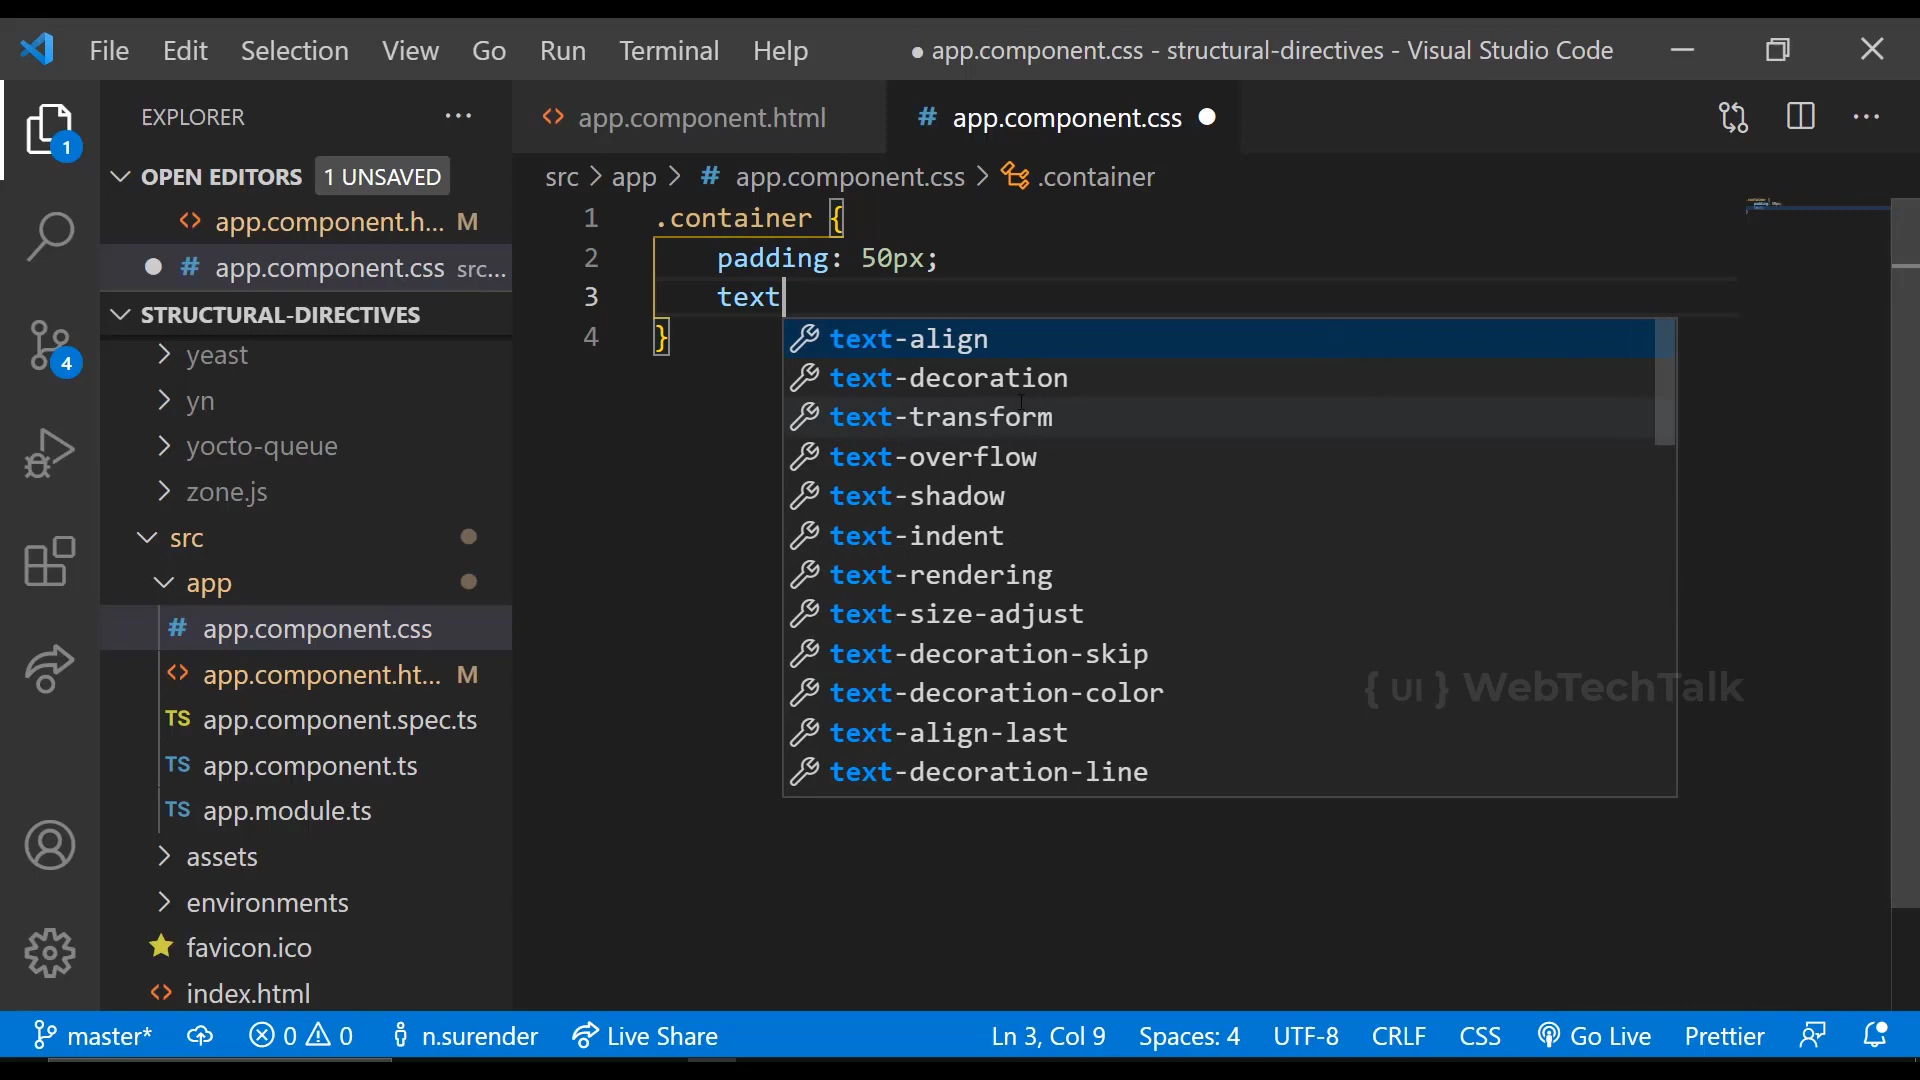 File Edit Selection View Go Run Terminal Help ● app.component.css - structural-directives - Visual Studio Code
EXPLORER ···
app.component.html
app.component.css
OPEN EDITORS 1 UNSAVED
src > app > # app.component.css > .container
app.component.h... M
# app.component.css src...
STRUCTURAL-DIRECTIVES
yeast
yn
yocto-queue
zone.js
src
app
# app.component.css
app.component.ht... M
TS app.component.spec.ts
TS app.component.ts
TS app.module.ts
assets
environments
favicon.ico
index.html
1
4
1 .container {
2 padding: 50px;
3 text
4 }
text-align
text-decoration
text-transform
text-overflow
text-shadow
text-indent
text-rendering
text-size-adjust
text-decoration-skip
text-decoration-color
text-align-last
text-decoration-line
{ UI } WebTechTalk
master* 0 0 n.surender Live Share Ln 3, Col 9 Spaces: 4 UTF-8 CRLF CSS Go Live Prettier